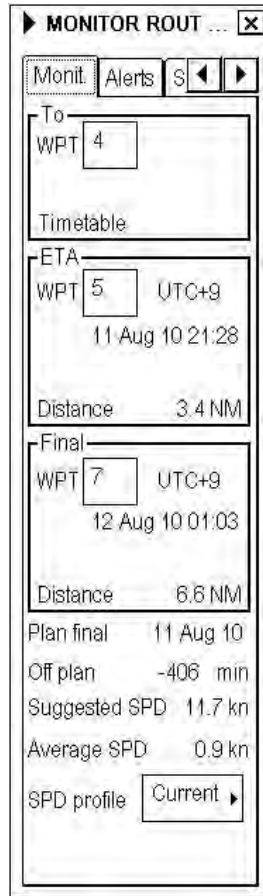 MONITOR ROUT ...
Monit. Alerts S
To
WPT 4
Timetable
ETA
WPT 5 UTC+9
11 Aug 10 21:28
Distance 3.4 NM
Final
WPT 7 UTC+9
12 Aug 10 01:03
Distance 6.6 NM
Plan final 11 Aug 10
Off plan -406 min
Suggested SPD 11.7 kn
Average SPD 0.9 kn
SPD profile Current